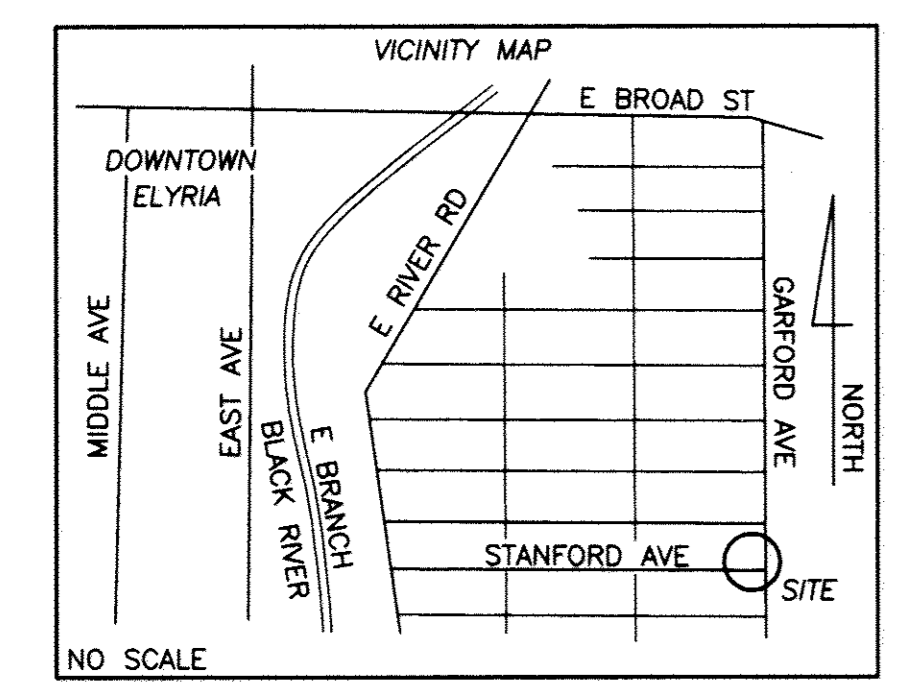 VICINITY MAP
E BROAD ST
DOWNTOWN
ELYRIA
E RIVER RD
MIDDLE AVE
EAST AVE
GARFORD AVE
NORTH
E BRANCH
BLACK RIVER
STANFORD AVE
SITE
NO SCALE